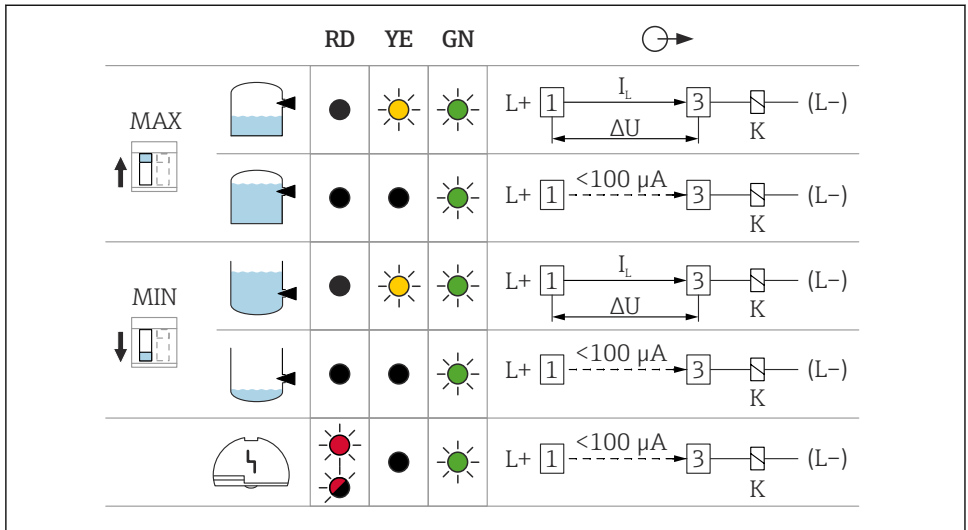 RD YE GN
MAX
L+ 1 I_L 3 (L−)
ΔU K
L+ 1 <100 µA 3 (L−)
K
MIN
L+ 1 I_L 3 (L−)
ΔU K
L+ 1 <100 µA 3 (L−)
K
L+ 1 <100 µA 3 (L−)
K